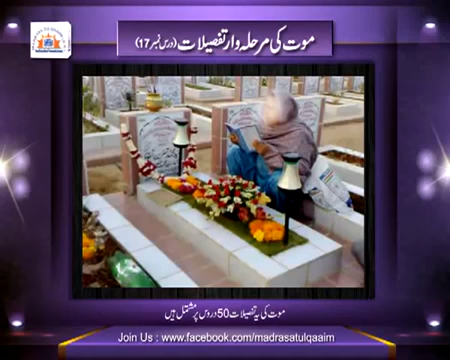 موت کی مرحلہ وار تفصیلات (درس نمبر 17)
موت کی یہ تفصیلات 50 دروس پر مشتمل ہیں
Join Us : www.facebook.com/madrasatulqaaim